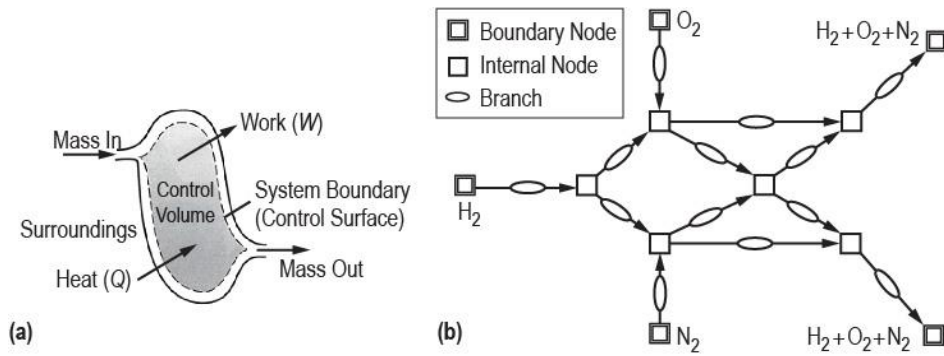 Mass In
Work (W)
Control
Volume
System Boundary
(Control Surface)
Surroundings
Heat (Q)
Mass Out
(a)
Boundary Node
Internal Node
Branch
O₂
H₂+O₂+N₂
H₂
N₂
H₂+O₂+N₂
(b)